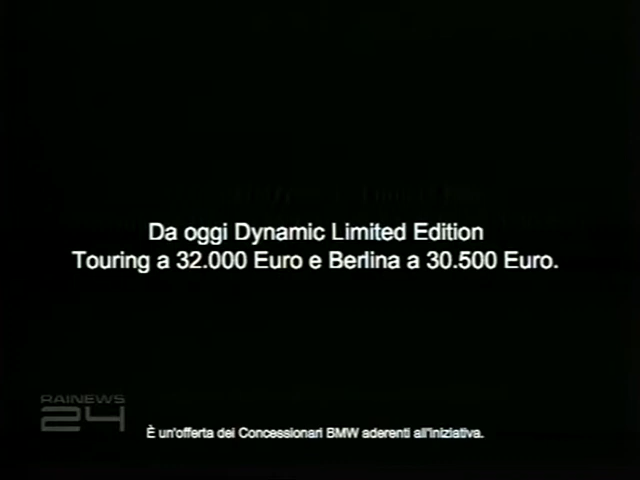 Da oggi Dynamic Limited Edition
Touring a 32.000 Euro e Berlina a 30.500 Euro.
RAINEWS
24
È un'offerta dei Concessionari BMW aderenti all'iniziativa.